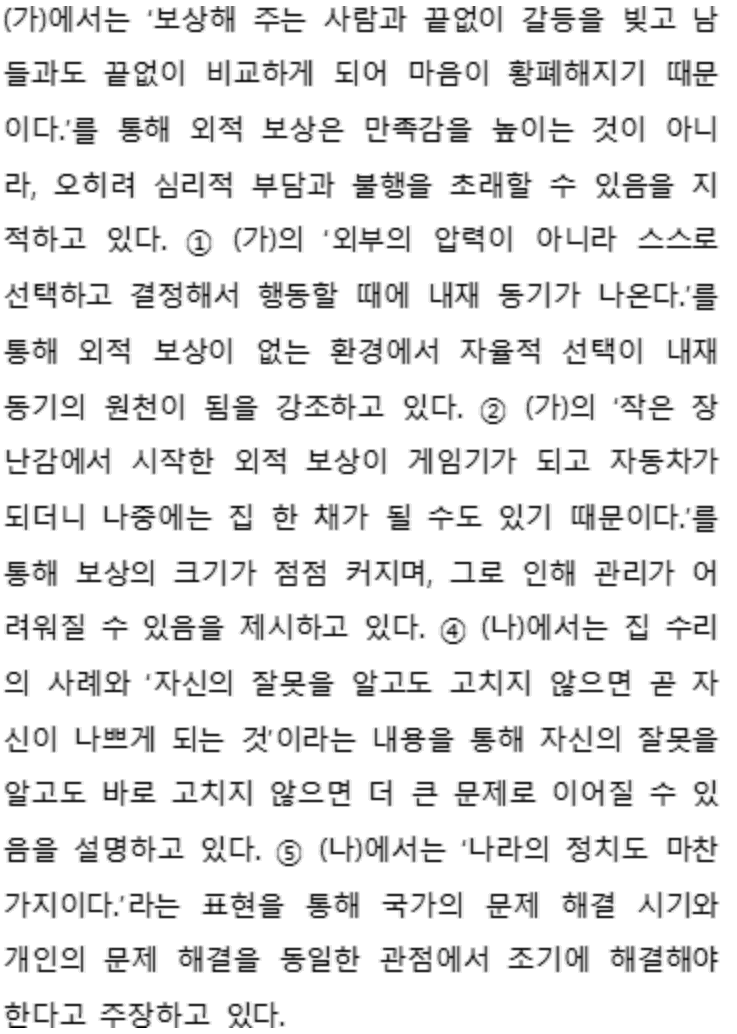 (가)에서는 '보상해 주는 사람과 끝없이 갈등을 빚고 남
들과도 끝없이 비교하게 되어 마음이 황폐해지기 때문
이다.'를 통해 외적 보상은 만족감을 높이는 것이 아니
라, 오히려 심리적 부담과 불행을 초래할 수 있음을 지
적하고 있다. ① (가)의 '외부의 압력이 아니라 스스로
선택하고 결정해서 행동할 때에 내재 동기가 나온다.'를
통해 외적 보상이 없는 환경에서 자율적 선택이 내재
동기의 원천이 됨을 강조하고 있다. ② (가)의 '작은 장
난감에서 시작한 외적 보상이 게임기가 되고 자동차가
되더니 나중에는 집 한 채가 될 수도 있기 때문이다.'를
통해 보상의 크기가 점점 커지며, 그로 인해 관리가 어
려워질 수 있음을 제시하고 있다. ④ (나)에서는 집 수리
의 사례와 '자신의 잘못을 알고도 고치지 않으면 곧 자
신이 나쁘게 되는 것'이라는 내용을 통해 자신의 잘못을
알고도 바로 고치지 않으면 더 큰 문제로 이어질 수 있
음을 설명하고 있다. ⑤ (나)에서는 '나라의 정치도 마찬
가지이다.'라는 표현을 통해 국가의 문제 해결 시기와
개인의 문제 해결을 동일한 관점에서 조기에 해결해야
한다고 주장하고 있다.